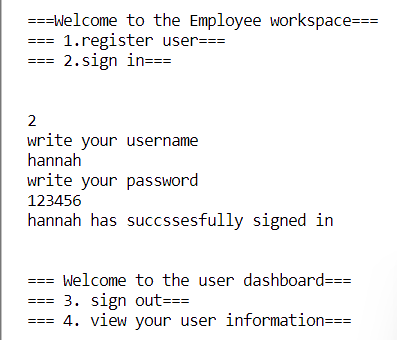 ===Welcome to the Employee workspace===
=== 1.register user===
=== 2.sign in===
2
write your username
hannah
write your password
123456
hannah has succssesfully signed in
=== Welcome to the user dashboard===
=== 3. sign out===
=== 4. view your user information===